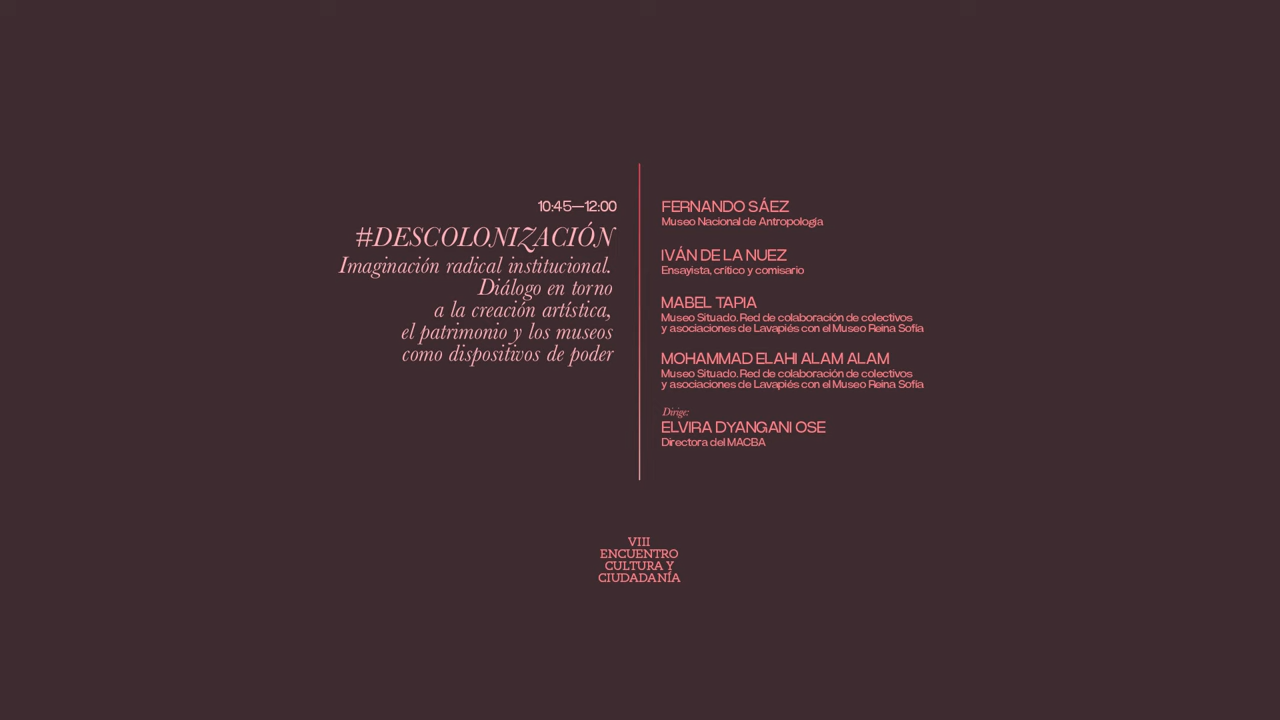 10:45—12:00
#DESCOLONIZACIÓN
Imaginación radical institucional.
Diálogo en torno
a la creación artística,
el patrimonio y los museos
como dispositivos de poder
FERNANDO SÁEZ
Museo Nacional de Antropología
IVÁN DE LA NUEZ
Ensayista, crítico y comisario
MABEL TAPIA
Museo Situado. Red de colaboración de colectivos
y asociaciones de Lavapiés con el Museo Reina Sofía
MOHAMMAD ELAHI ALAM ALAM
Museo Situado. Red de colaboración de colectivos
y asociaciones de Lavapiés con el Museo Reina Sofía
Dirige:
ELVIRA DYANGANI OSE
Directora del MACBA
VIII
ENCUENTRO
CULTURA Y
CIUDADANÍA